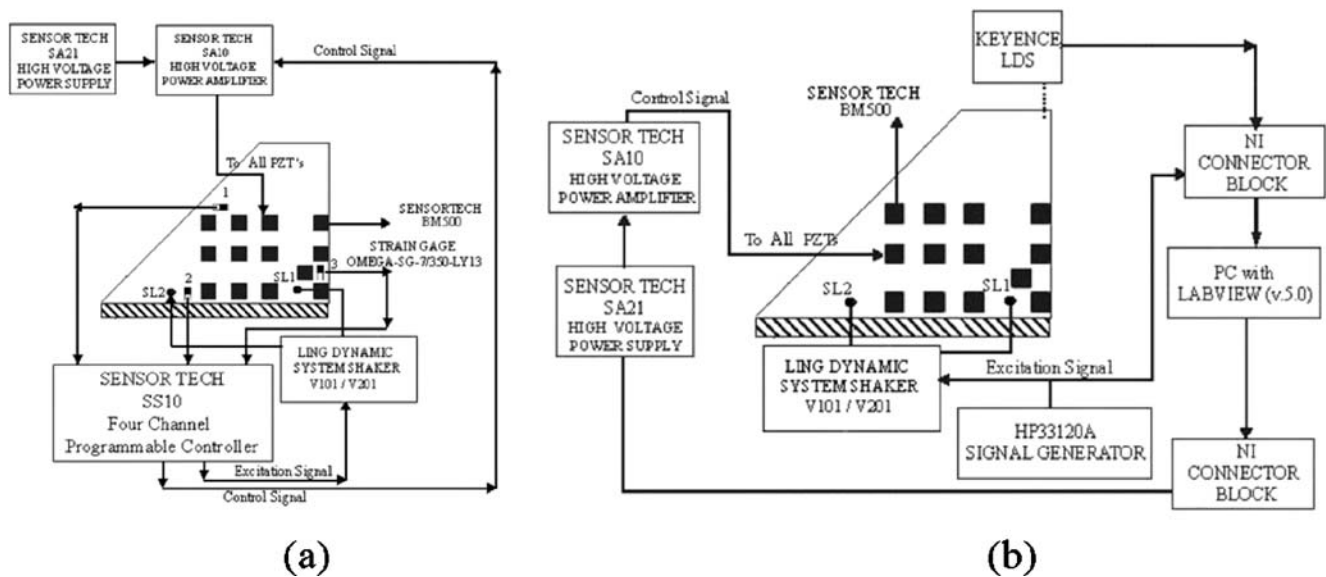 SENSOR TECH
SA21
HIGH VOLTAGE
POWER SUPPLY
SENSOR TECH
SA10
HIGH VOLTAGE
POWER AMPLIFIER
Control Signal
To All PZT's
1
SENSORTECH
BM500
STRAIN GAGE
OMEGA-SG-7/350-LY13
3
SL1
SL2
2
LING DYNAMIC
SYSTEM SHAKER
V101 / V201
SENSOR TECH
SS10
Four Channel
Programmable Controller
Excitation Signal
Control Signal
(a)
KEYENCE
LDS
SENSOR TECH
BM500
Control Signal
SENSOR TECH
SA10
HIGH VOLTAGE
POWER AMPLIFIER
NI
CONNECTOR
BLOCK
To All PZTs
SENSOR TECH
SA21
HIGH VOLTAGE
POWER SUPPLY
SL2
SL1
PC with
LABVIEW (v.5.0)
LING DYNAMIC
SYSTEM SHAKER
V101 / V201
Excitation Signal
HP33120A
SIGNAL GENERATOR
NI
CONNECTOR
BLOCK
(b)